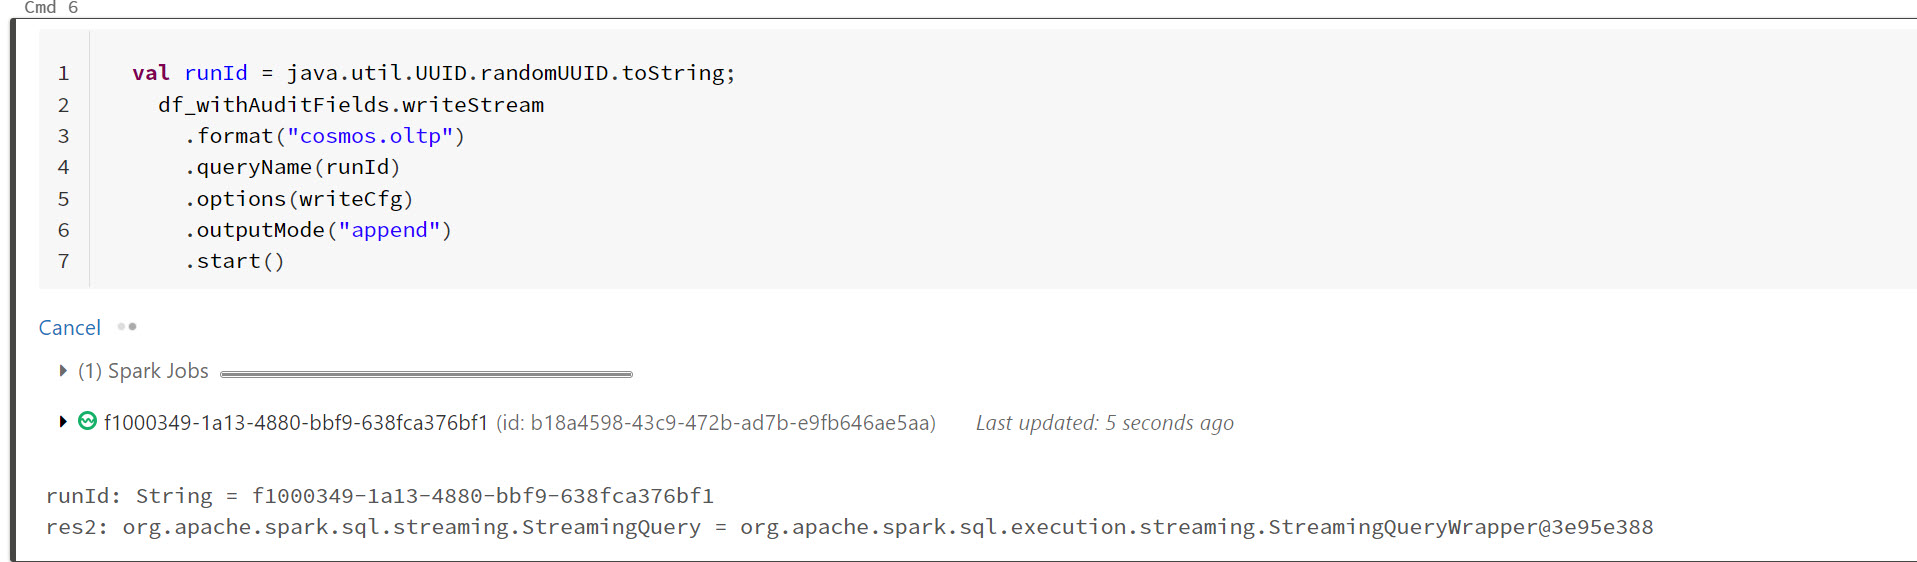 Cmd 6
1 val runId = java.util.UUID.randomUUID.toString;
2 df_withAuditFields.writeStream
3 .format("cosmos.oltp")
4 .queryName(runId)
5 .options(writeCfg)
6 .outputMode("append")
7 .start()
Cancel
(1) Spark Jobs
f1000349-1a13-4880-bbf9-638fca376bf1 (id: b18a4598-43c9-472b-ad7b-e9fb646ae5aa) Last updated: 5 seconds ago
runId: String = f1000349-1a13-4880-bbf9-638fca376bf1
res2: org.apache.spark.sql.streaming.StreamingQuery = org.apache.spark.sql.execution.streaming.StreamingQueryWrapper@3e95e388